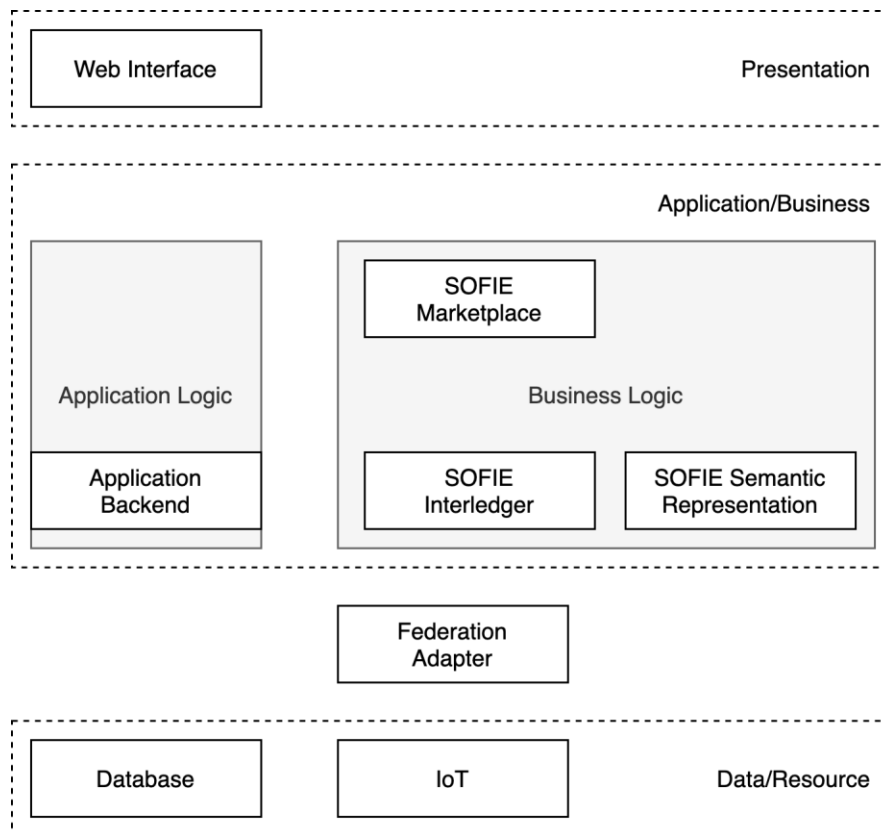 Web Interface
Presentation
Application/Business
SOFIE
Marketplace
Application Logic
Business Logic
Application
Backend
SOFIE
Interledger
SOFIE Semantic
Representation
Federation
Adapter
Database
IoT
Data/Resource